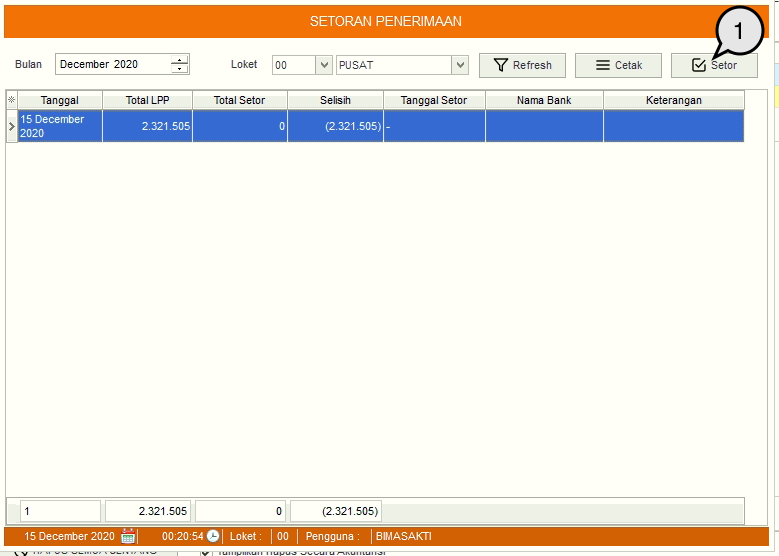 SETORAN PENERIMAAN
1
Bulan December 2020 Loket 00 PUSAT Refresh Cetak Setor
Tanggal Total LPP Total Setor Selisih Tanggal Setor Nama Bank Keterangan
15 December 2020 2.321.505 0 (2.321.505) -
1 2.321.505 0 (2.321.505)
15 December 2020 00:20:54 Loket : 00 Pengguna : BIMASAKTI
Tampilkan Hapus Secara Akuntansi